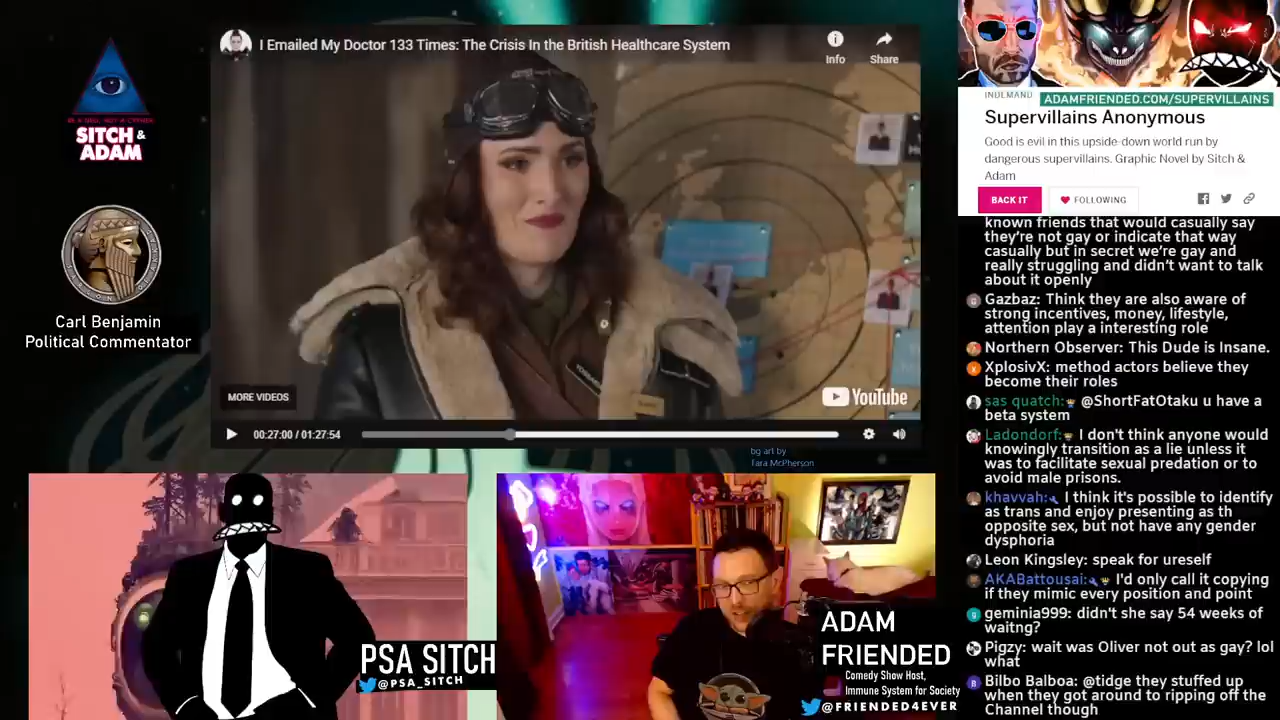 I Emailed My Doctor 133 Times: The Crisis In the British Healthcare System
Info
Share
SITCH &
ADAM
Carl Benjamin
Political Commentator
MORE VIDEOS
YouTube
00:27:00 / 01:27:54
bg art by
Tara McPherson
PSA SITCH
@PSA_SITCH
ADAM
FRIENDED
Comedy Show Host,
Immune System for Society
@FRIENDED4EVER
INDEMAND
ADAMFRIENDED.COM/SUPERVILLAINS
Supervillains Anonymous
Good is evil in this upside-down world run by
dangerous supervillains. Graphic Novel by Sitch &
Adam
BACK IT
FOLLOWING
known friends that would casually say
they're not gay or indicate that way
casually but in secret we're gay and
really struggling and didn't want to talk
about it openly
Gazbaz: Think they are also aware of
strong incentives, money, lifestyle,
attention play a interesting role
Northern Observer: This Dude is Insane.
XplosivX: method actors believe they
become their roles
sas quatch: @ShortFatOtaku u have a
beta system
Ladondorf: I don't think anyone would
knowingly transition as a lie unless it
was to facilitate sexual predation or to
avoid male prisons.
khavvah: I think it's possible to identify
as trans and enjoy presenting as th
opposite sex, but not have any gender
dysphoria
Leon Kingsley: speak for ureself
AKABattousai: I'd only call it copying
if they mimic every position and point
geminia999: didn't she say 54 weeks of
waitng?
Pigzy: wait was Oliver not out as gay? lol
what
Bilbo Balboa: @tidge they stuffed up
when they got around to ripping off the
Channel though